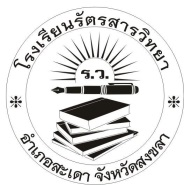 โรงเรียนรัตรสารวิทยา
ร.ว.
อำเภอสะเดา จังหวัดสงขลา